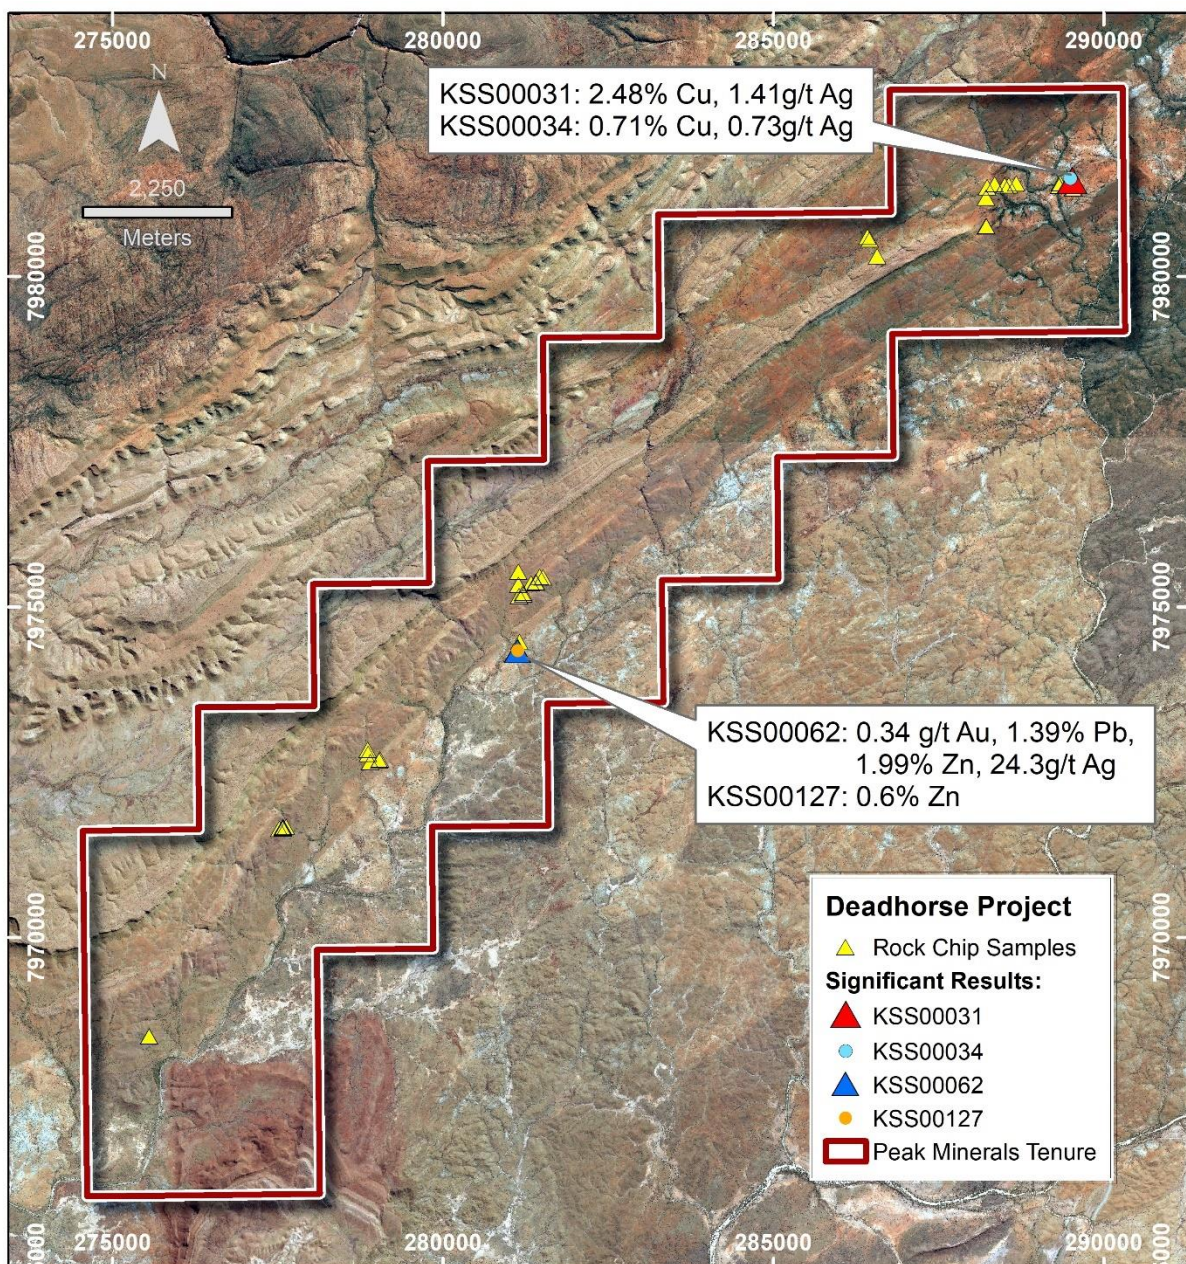 275000
280000
285000
290000
N
2,250
Meters
KSS00031: 2.48% Cu, 1.41g/t Ag
KSS00034: 0.71% Cu, 0.73g/t Ag
7980000
7980000
7975000
7975000
KSS00062: 0.34 g/t Au, 1.39% Pb,
1.99% Zn, 24.3g/t Ag
KSS00127: 0.6% Zn
7970000
7970000
Deadhorse Project
Rock Chip Samples
Significant Results:
KSS00031
KSS00034
KSS00062
KSS00127
Peak Minerals Tenure
275000
280000
285000
290000